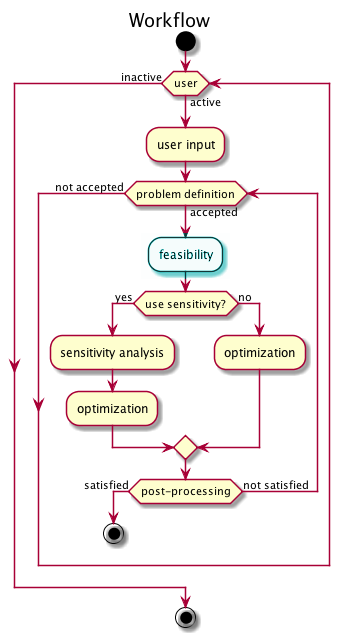 Workflow
inactive
user
active
user input
not accepted
problem definition
accepted
feasibility
yes
use sensitivity?
no
sensitivity analysis
optimization
optimization
satisfied
post-processing
not satisfied